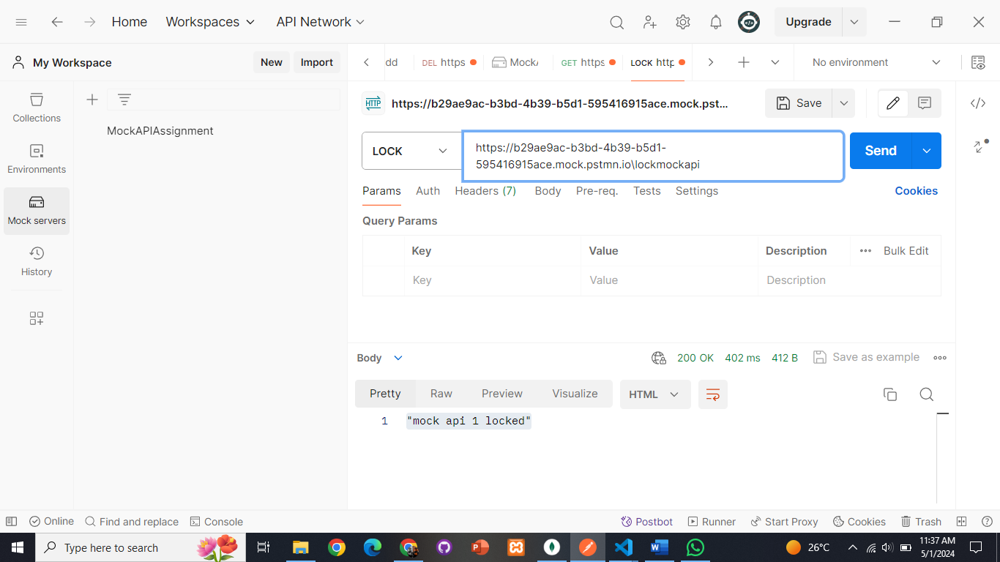 Home Workspaces API Network Upgrade
My Workspace New Import dd DEL https MockA GET https LOCK http No environment
HTTP https://b29ae9ac-b3bd-4b39-b5d1-595416915ace.mock.pst... Save
Collections
MockAPIAssignment
LOCK https://b29ae9ac-b3bd-4b39-b5d1-
595416915ace.mock.pstmn.io\lockmockapi
Send
Environments
Params Auth Headers (7) Body Pre-req. Tests Settings Cookies
Mock servers
Query Params
Key Value Description Bulk Edit
History
Key Value Description
Body 200 OK 402 ms 412 B Save as example
Pretty Raw Preview Visualize HTML
1 "mock api 1 locked"
Online Find and replace Console Postbot Runner Start Proxy Cookies Trash
Type here to search 26°C 11:37 AM
5/1/2024